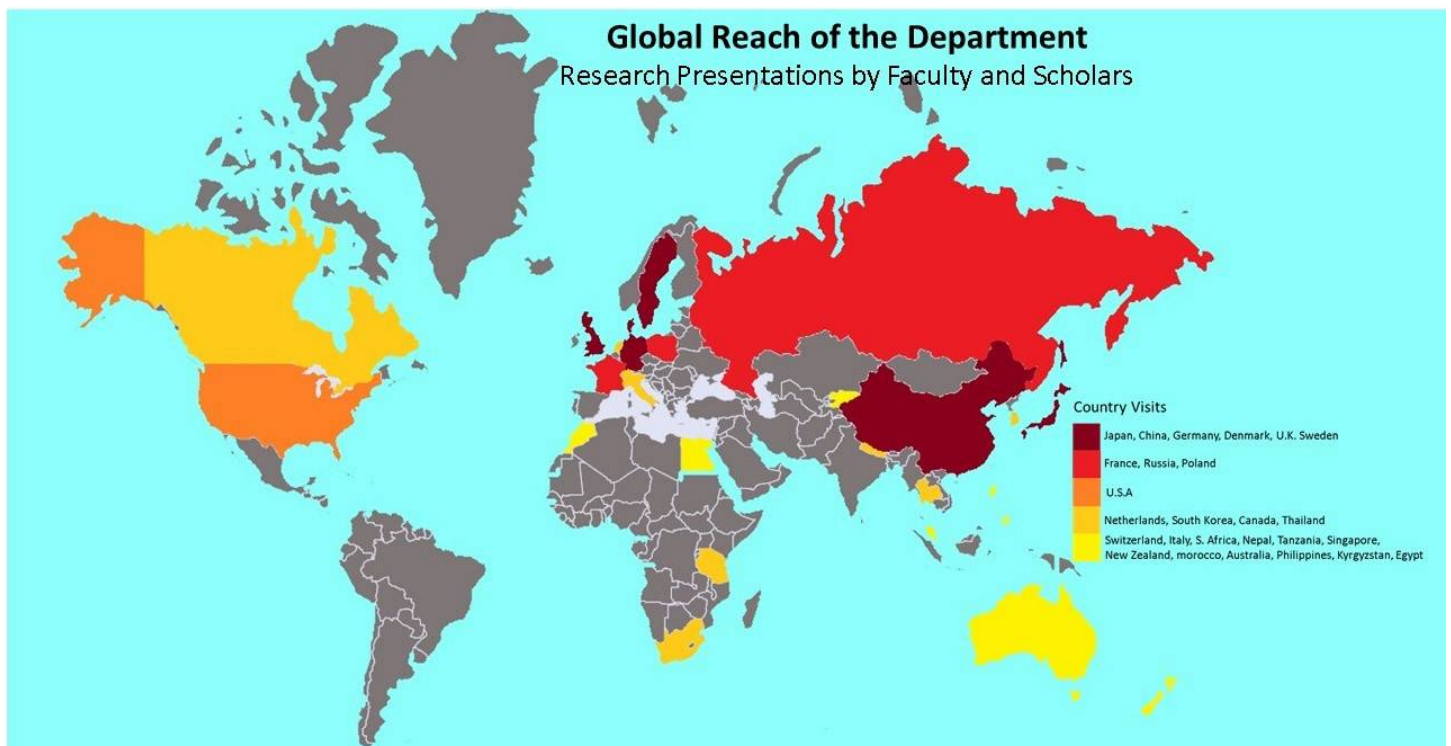 Global Reach of the Department
Research Presentations by Faculty and Scholars
Country Visits
Japan, China, Germany, Denmark, U.K. Sweden
France, Russia, Poland
U.S.A
Netherlands, South Korea, Canada, Thailand
Switzerland, Italy, S. Africa, Nepal, Tanzania, Singapore,
New Zealand, morocco, Australia, Philippines, Kyrgyzstan, Egypt